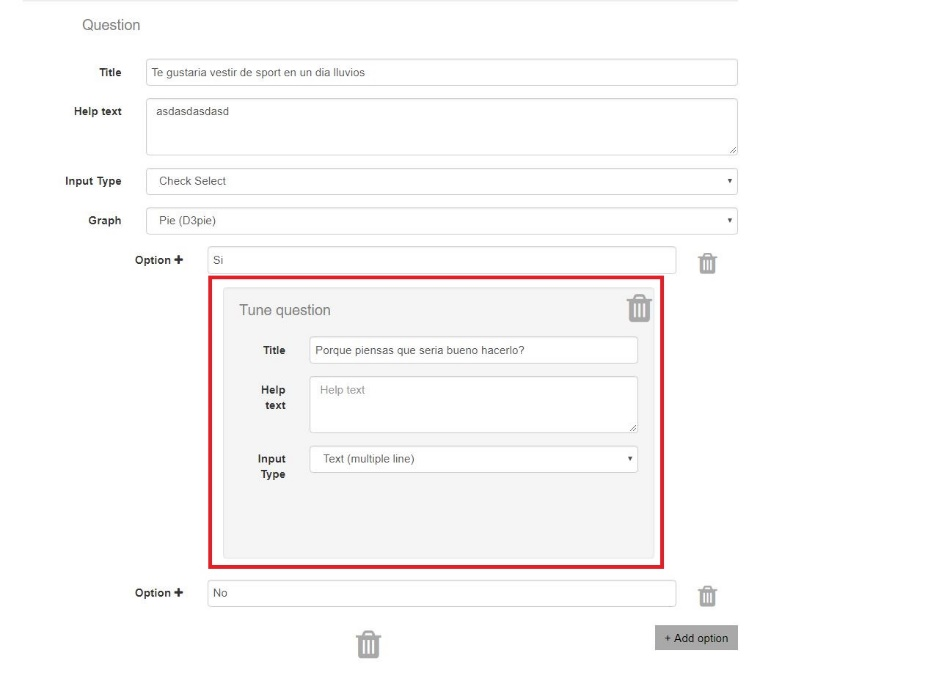 Question
Title Te gustaria vestir de sport en un dia lluvios
Help text asdasdasdasd
Input Type Check Select
Graph Pie (D3pie)
Option + Si
Tune question
Title Porque piensas que seria bueno hacerlo?
Help text Help text
Input Type Text (multiple line)
Option + No
+ Add option